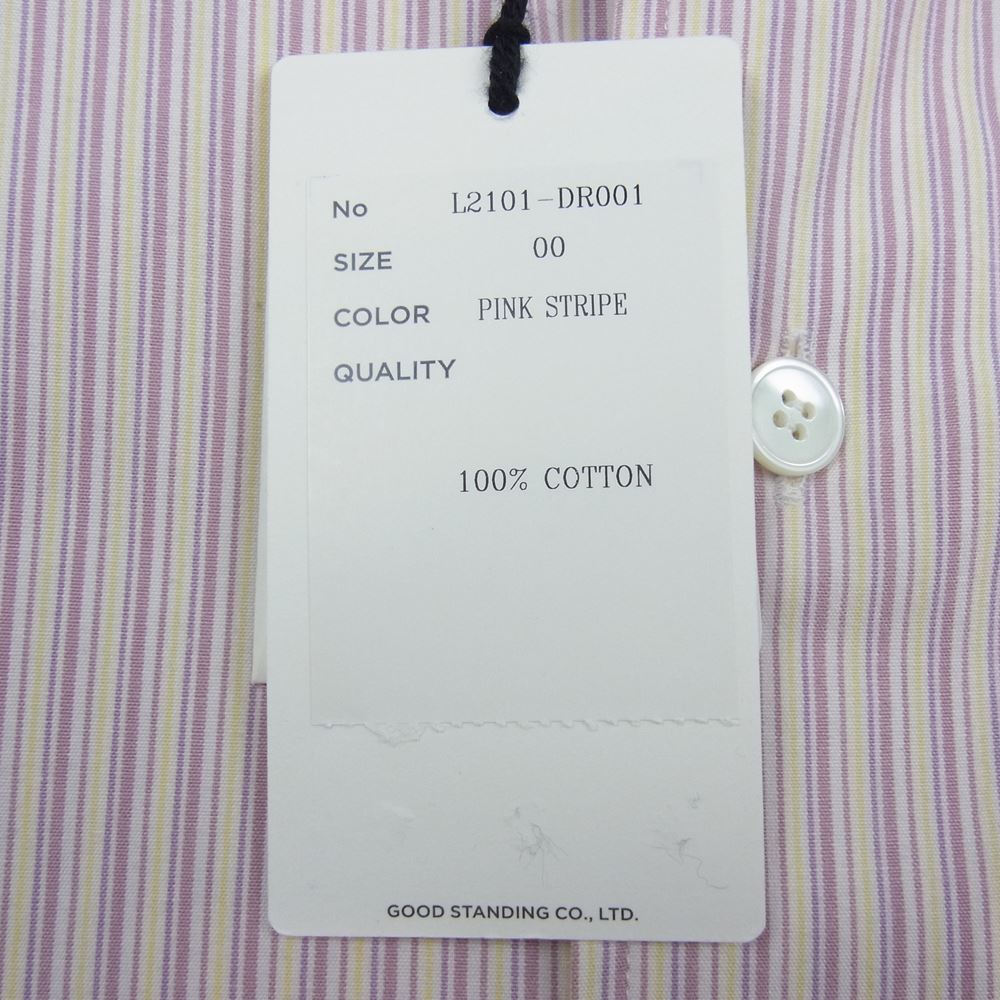 No L2101-DR001
SIZE 00
COLOR PINK STRIPE
QUALITY
100% COTTON
GOOD STANDING CO., LTD.